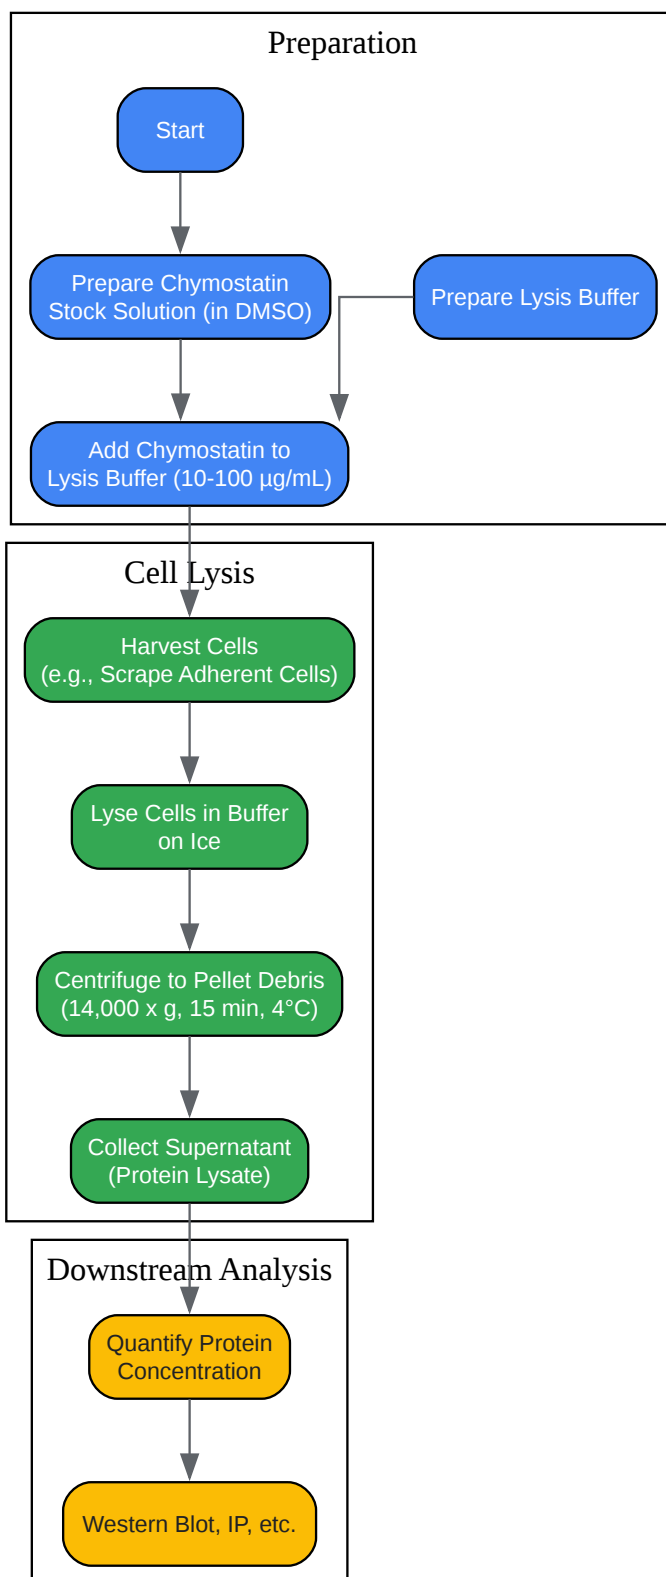 Preparation
Start
Prepare Chymostatin
Stock Solution (in DMSO)
Prepare Lysis Buffer
Add Chymostatin to
Lysis Buffer (10-100 µg/mL)
Cell Lysis
Harvest Cells
(e.g., Scrape Adherent Cells)
Lyse Cells in Buffer
on Ice
Centrifuge to Pellet Debris
(14,000 x g, 15 min, 4°C)
Collect Supernatant
(Protein Lysate)
Downstream Analysis
Quantify Protein
Concentration
Western Blot, IP, etc.